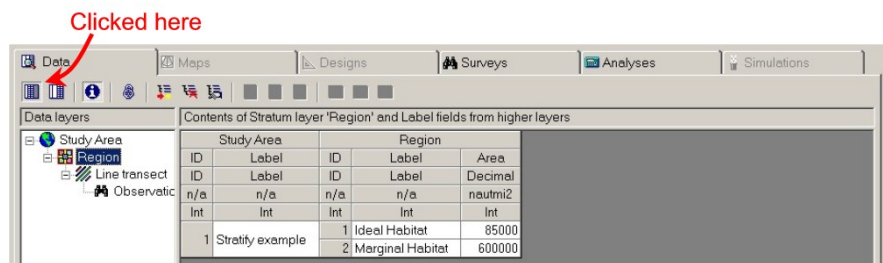 Clicked here
Data Maps Designs Surveys Analyses Simulations
Data layers Contents of Stratum layer 'Region' and Label fields from higher layers
Study Area Study Area Region
Region ID Label ID Label Area
Line transect ID Label ID Label Decimal
Observatic n/a n/a n/a n/a nautmi2
Int Int Int Int Int
1 Stratify example 1 Ideal Habitat 85000
2 Marginal Habitat 600000